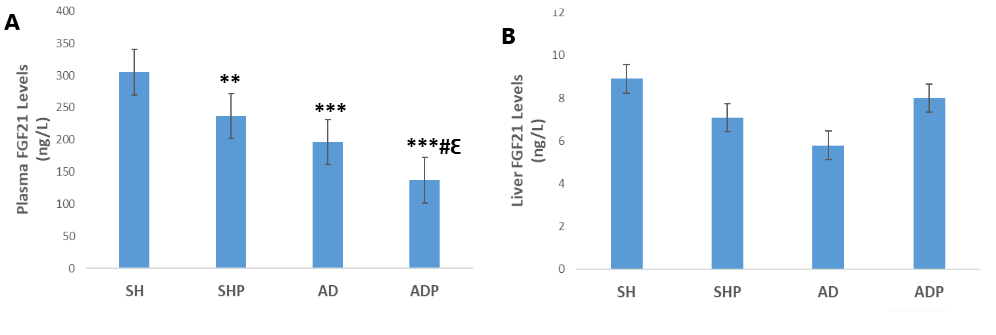 A
Plasma FGF21 Levels
(ng/L)
400
350
300
250
200
150
100
50
0
**
***
***#Ɛ
SH
SHP
AD
ADP
B
Liver FGF21 Levels
(ng/L)
12
10
8
6
4
2
0
SH
SHP
AD
ADP